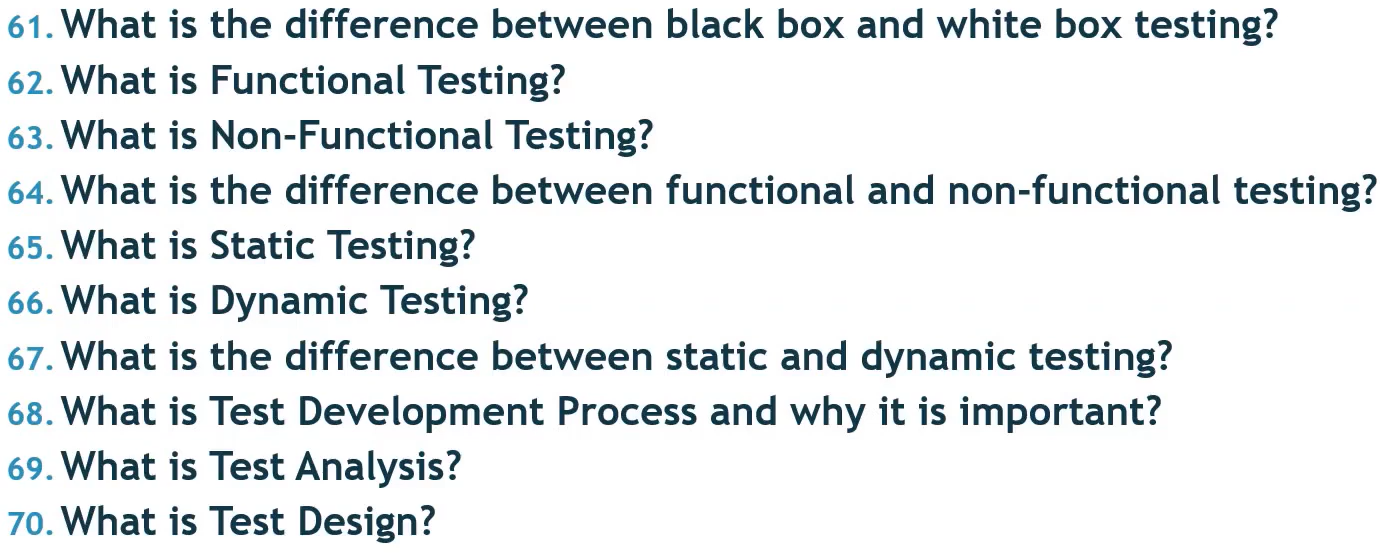 61. What is the difference between black box and white box testing?
62. What is Functional Testing?
63. What is Non-Functional Testing?
64. What is the difference between functional and non-functional testing?
65. What is Static Testing?
66. What is Dynamic Testing?
67. What is the difference between static and dynamic testing?
68. What is Test Development Process and why it is important?
69. What is Test Analysis?
70. What is Test Design?